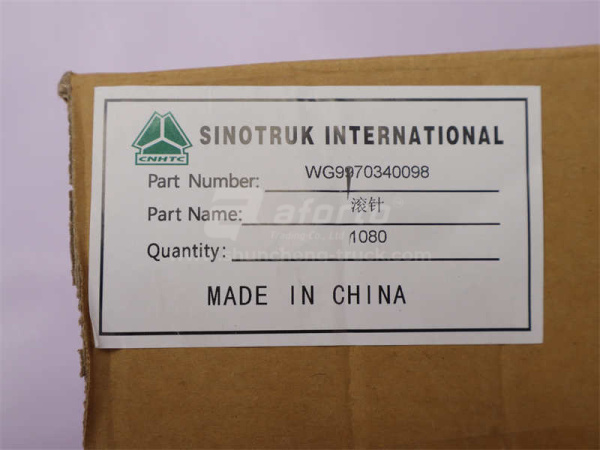 SINOTRUK INTERNATIONAL
CNHTC
Part Number: WG9970340098
Part Name: 滚针
Quantity: 1080
MADE IN CHINA